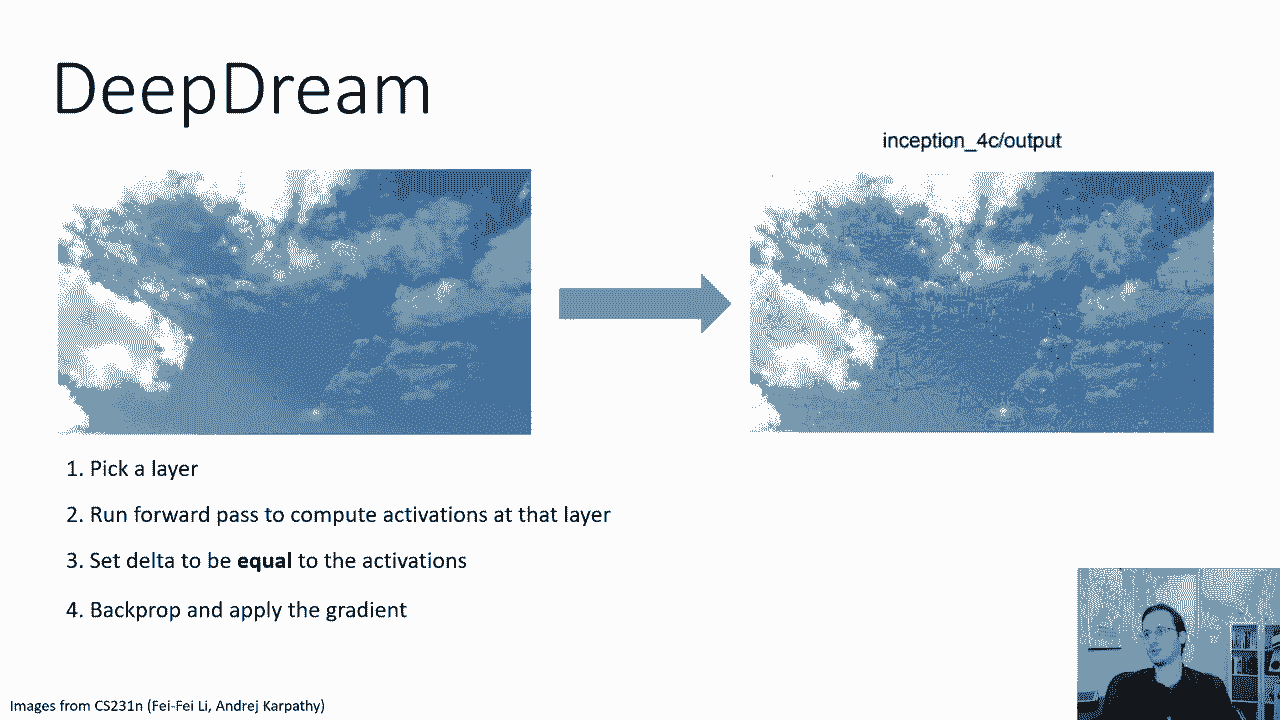 DeepDream
inception_4c/output
1. Pick a layer
2. Run forward pass to compute activations at that layer
3. Set delta to be equal to the activations
4. Backprop and apply the gradient
Images from CS231n (Fei-Fei Li, Andrej Karpathy)